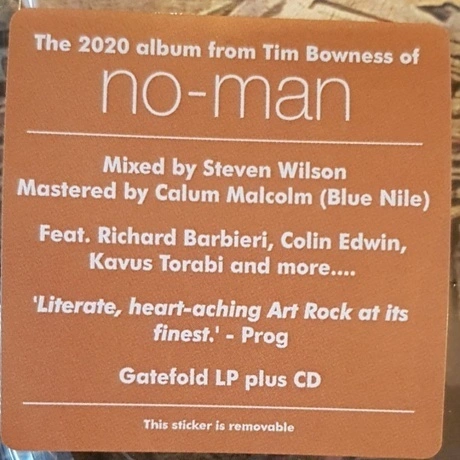 The 2020 album from Tim Bowness of
no-man
Mixed by Steven Wilson
Mastered by Calum Malcolm (Blue Nile)
Feat. Richard Barbieri, Colin Edwin,
Kavus Torabi and more....
'Literate, heart-aching Art Rock at its
finest.' - Prog
Gatefold LP plus CD
This sticker is removable